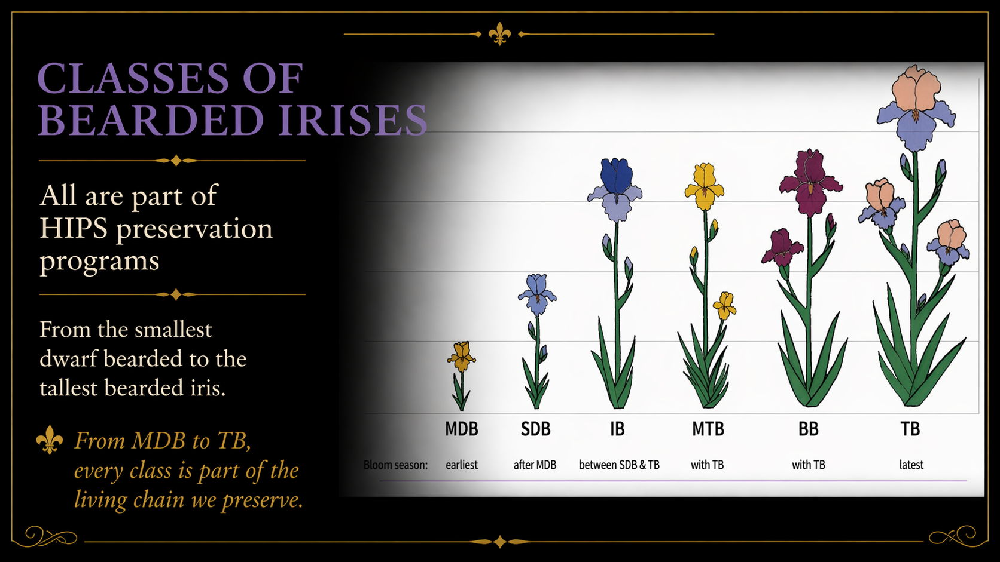 CLASSES OF
BEARDED IRISES
All are part of
HIPS preservation
programs
From the smallest
dwarf bearded to the
tallest bearded iris.
From MDB to TB,
every class is part of the
living chain we preserve.
MDB SDB IB MTB BB TB
Bloom season: earliest after MDB between SDB & TB with TB with TB latest